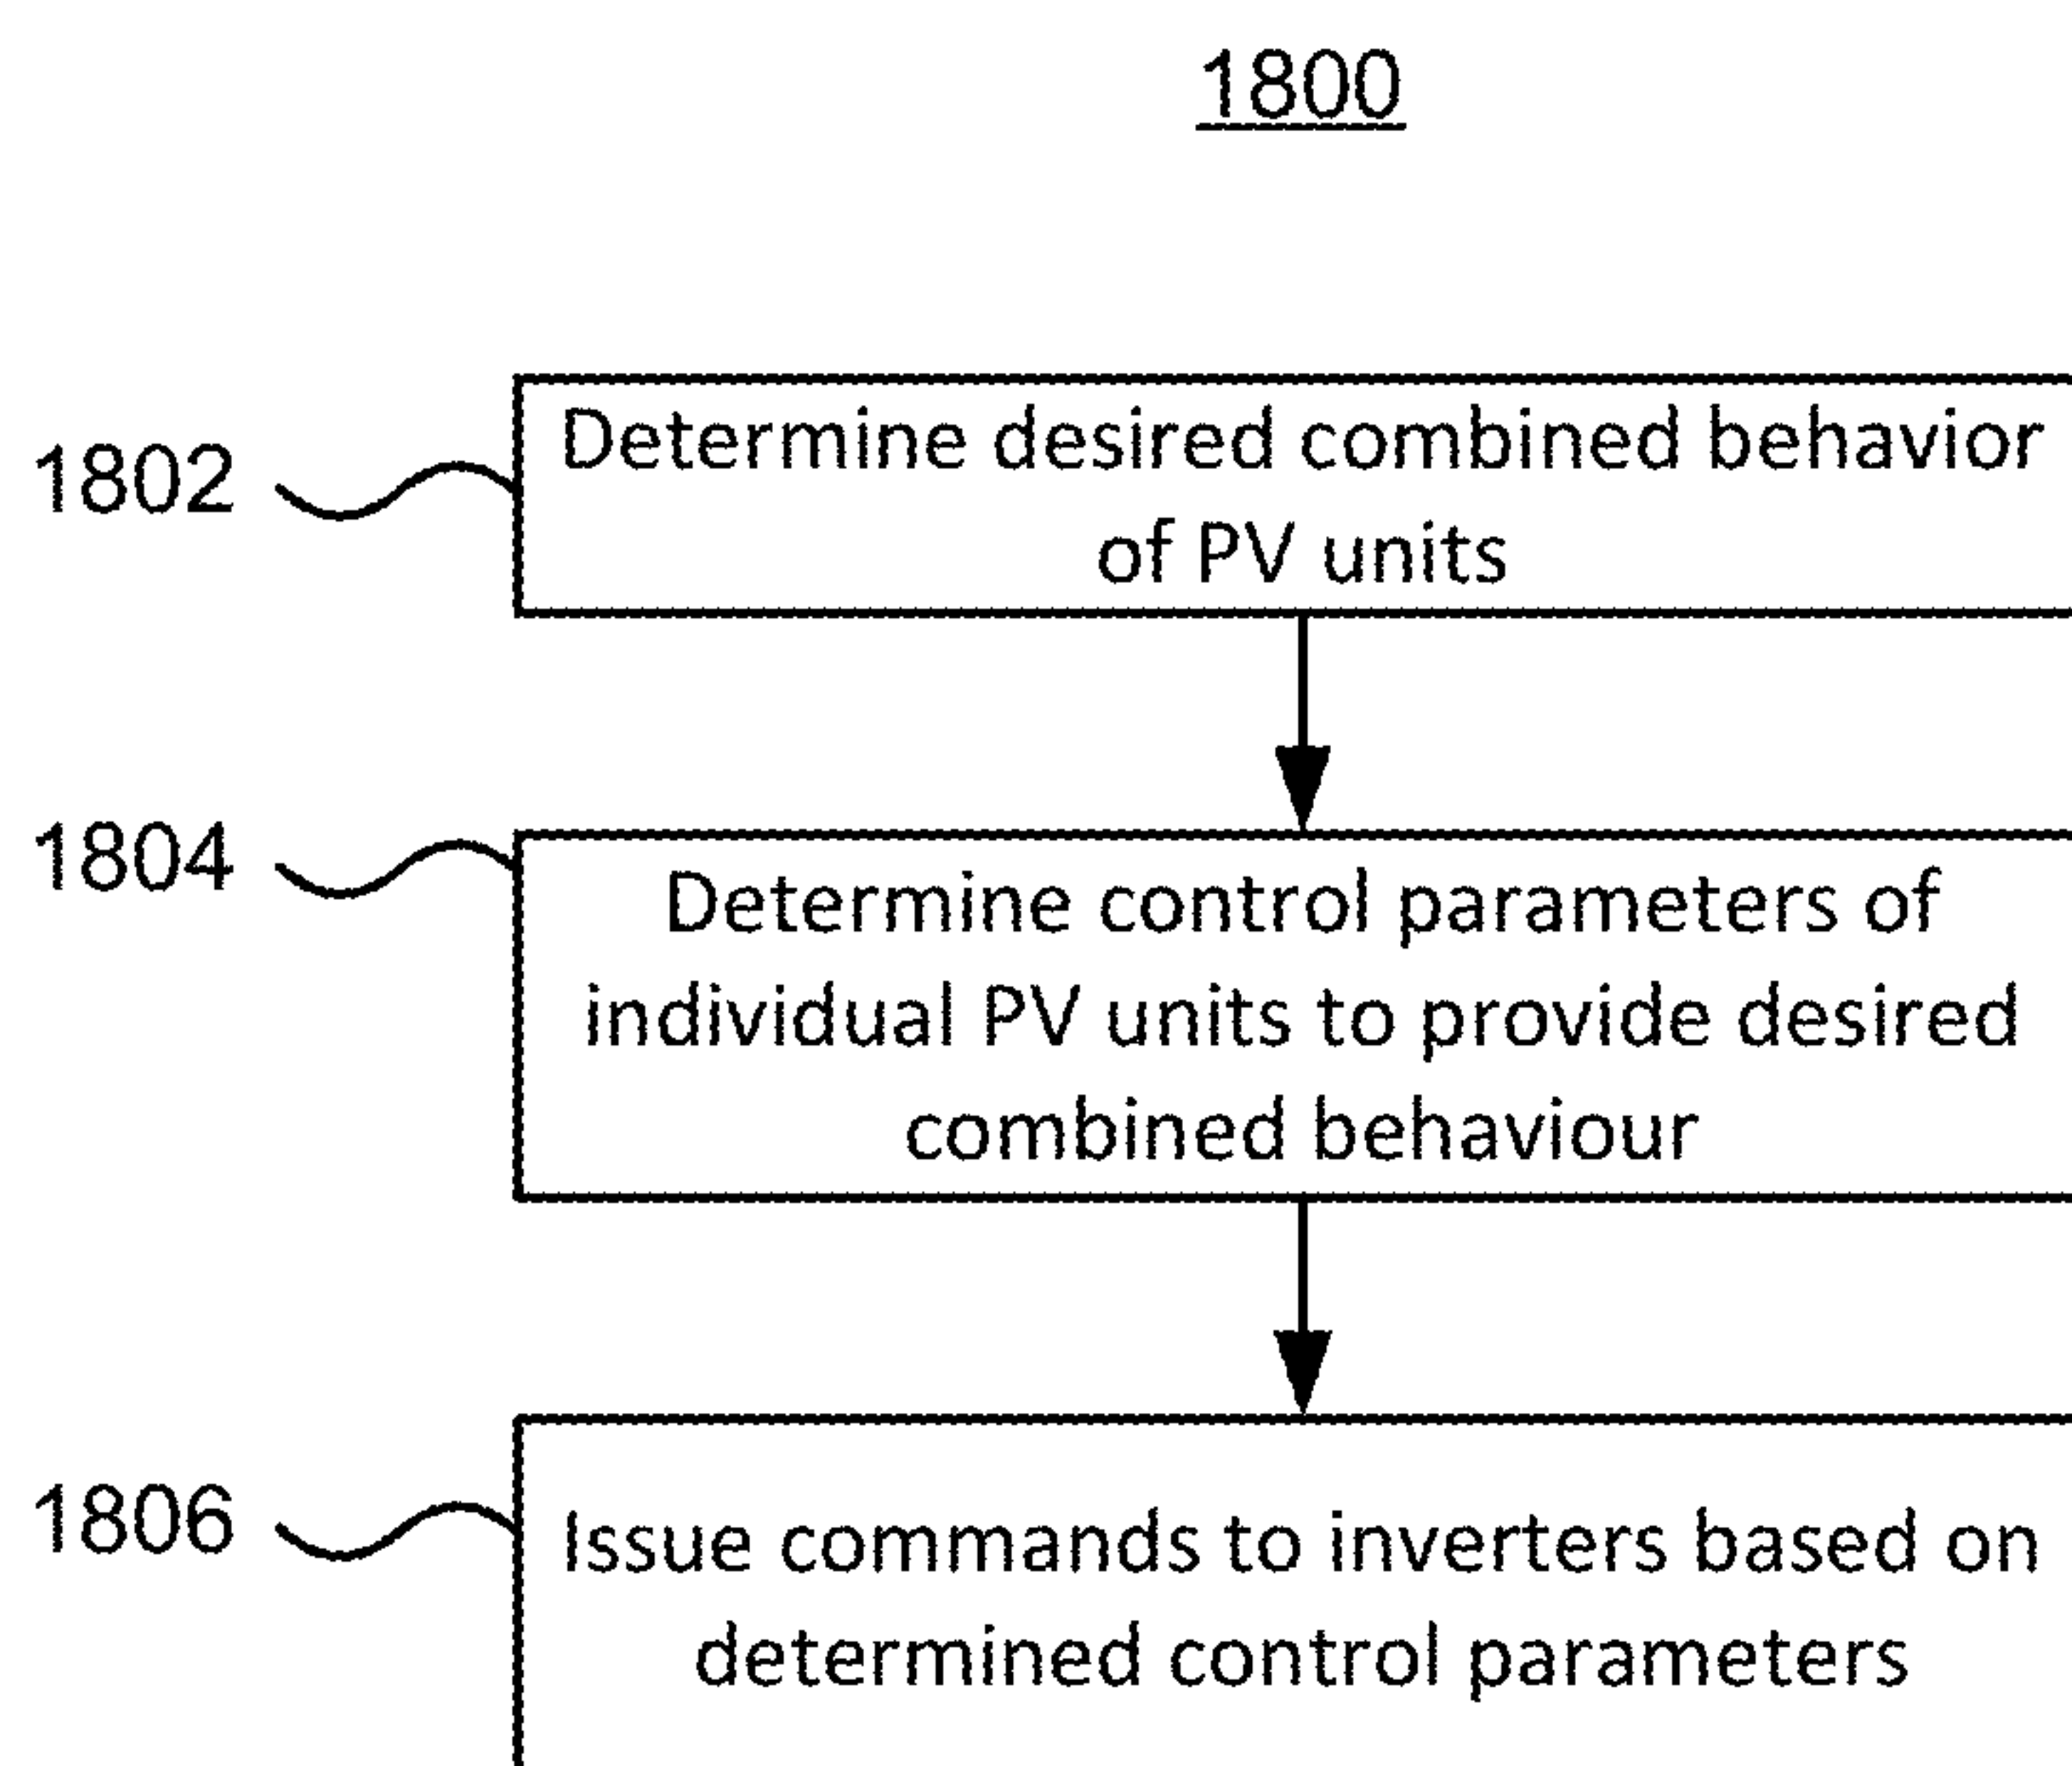 1800
1802
Determine desired combined behavior
of PV units
1804
Determine control parameters of
individual PV units to provide desired
combined behaviour
1806
Issue commands to inverters based on
determined control parameters